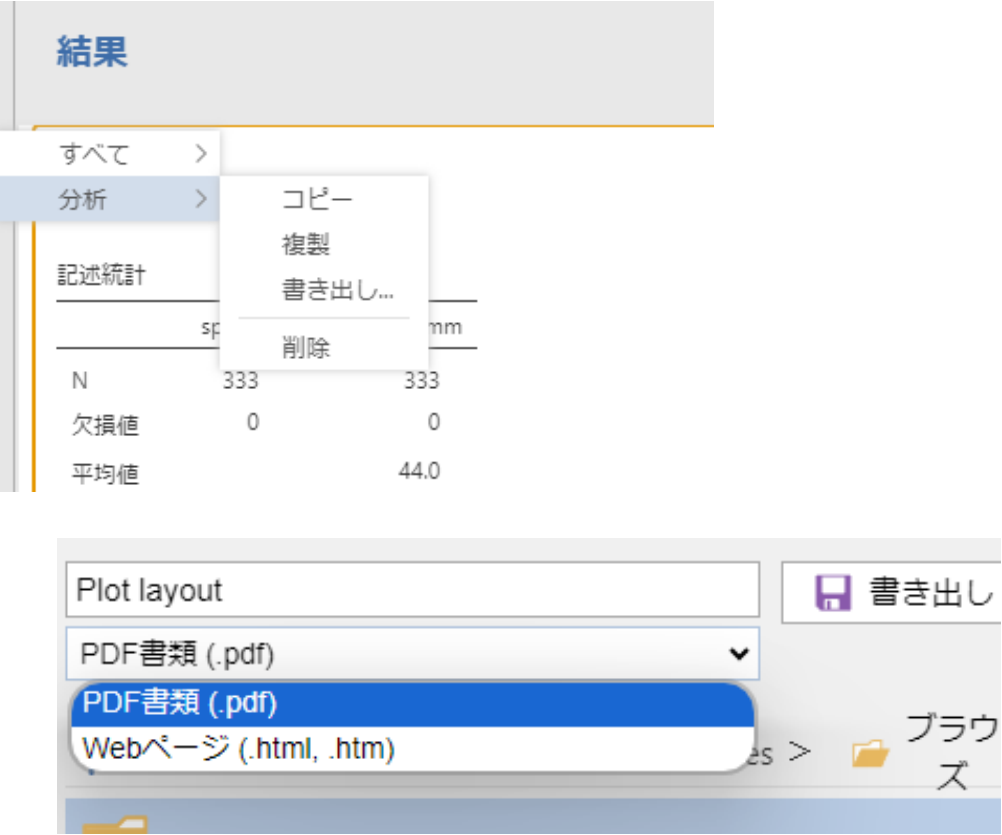 結果
すべて
分析
コピー
複製
書き出し...
削除
記述統計
sp mm
N 333 333
欠損値 0 0
平均値 44.0
Plot layout
書き出し
PDF書類 (.pdf)
PDF書類 (.pdf)
Webページ (.html, .htm)
es >
ブラウ
ズ